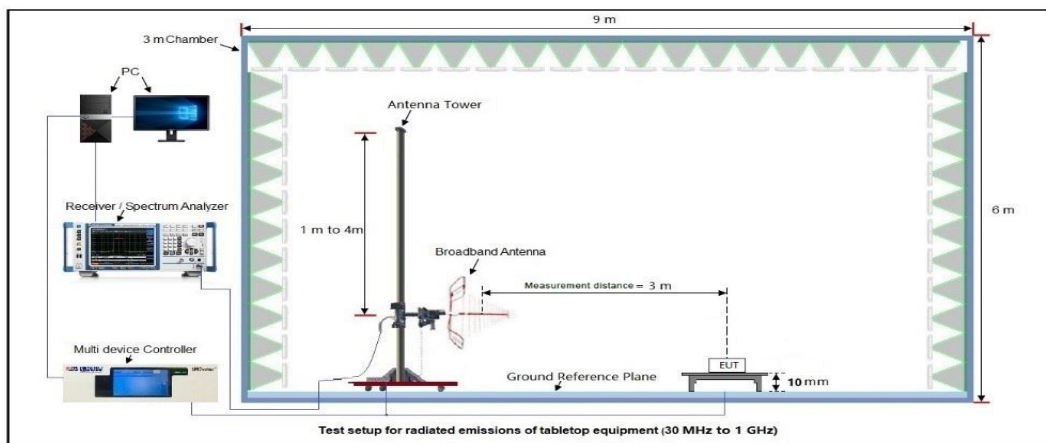 9 m
3 m Chamber
PC
Antenna Tower
Receiver / Spectrum Analyzer
6 m
1 m to 4m
Broadband Antenna
Measurement distance = 3 m
Multi device Controller
EUT
Ground Reference Plane
10 mm
Test setup for radiated emissions of tabletop equipment (30 MHz to 1 GHz)